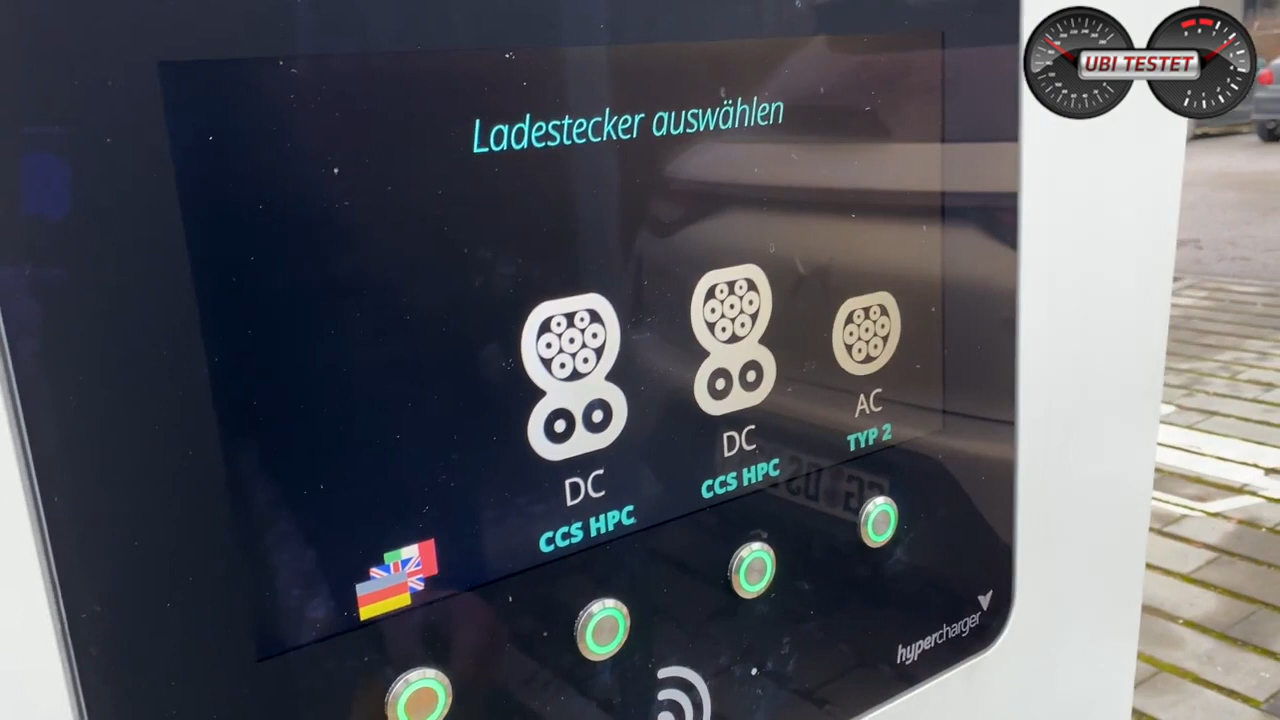 UBI TESTET
Ladestecker auswählen
DC
CCS HPC
DC
CCS HPC
AC
TYP 2
hypercharger